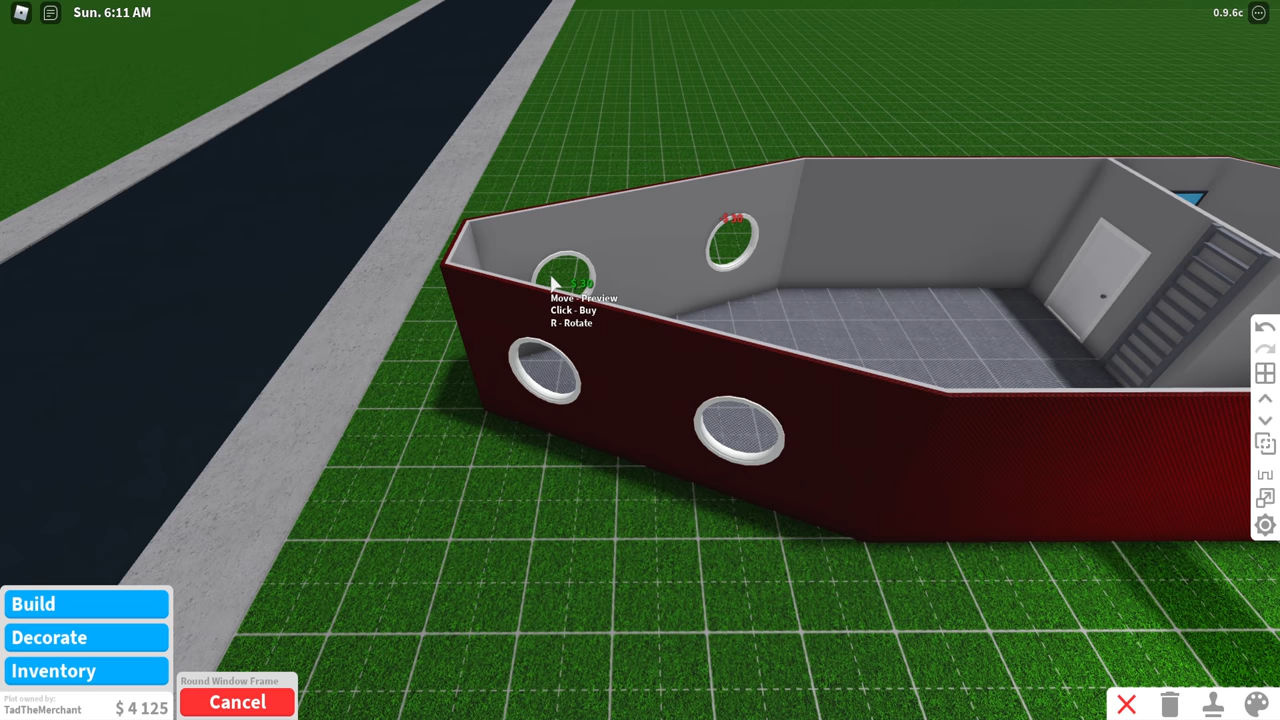 Sun. 6:11 AM
0.9.6c
$ 30
Move - Preview
Click - Buy
R - Rotate
Build
Decorate
Inventory
Plot owned by:
TadTheMerchant
$ 4 125
Round Window Frame
Cancel